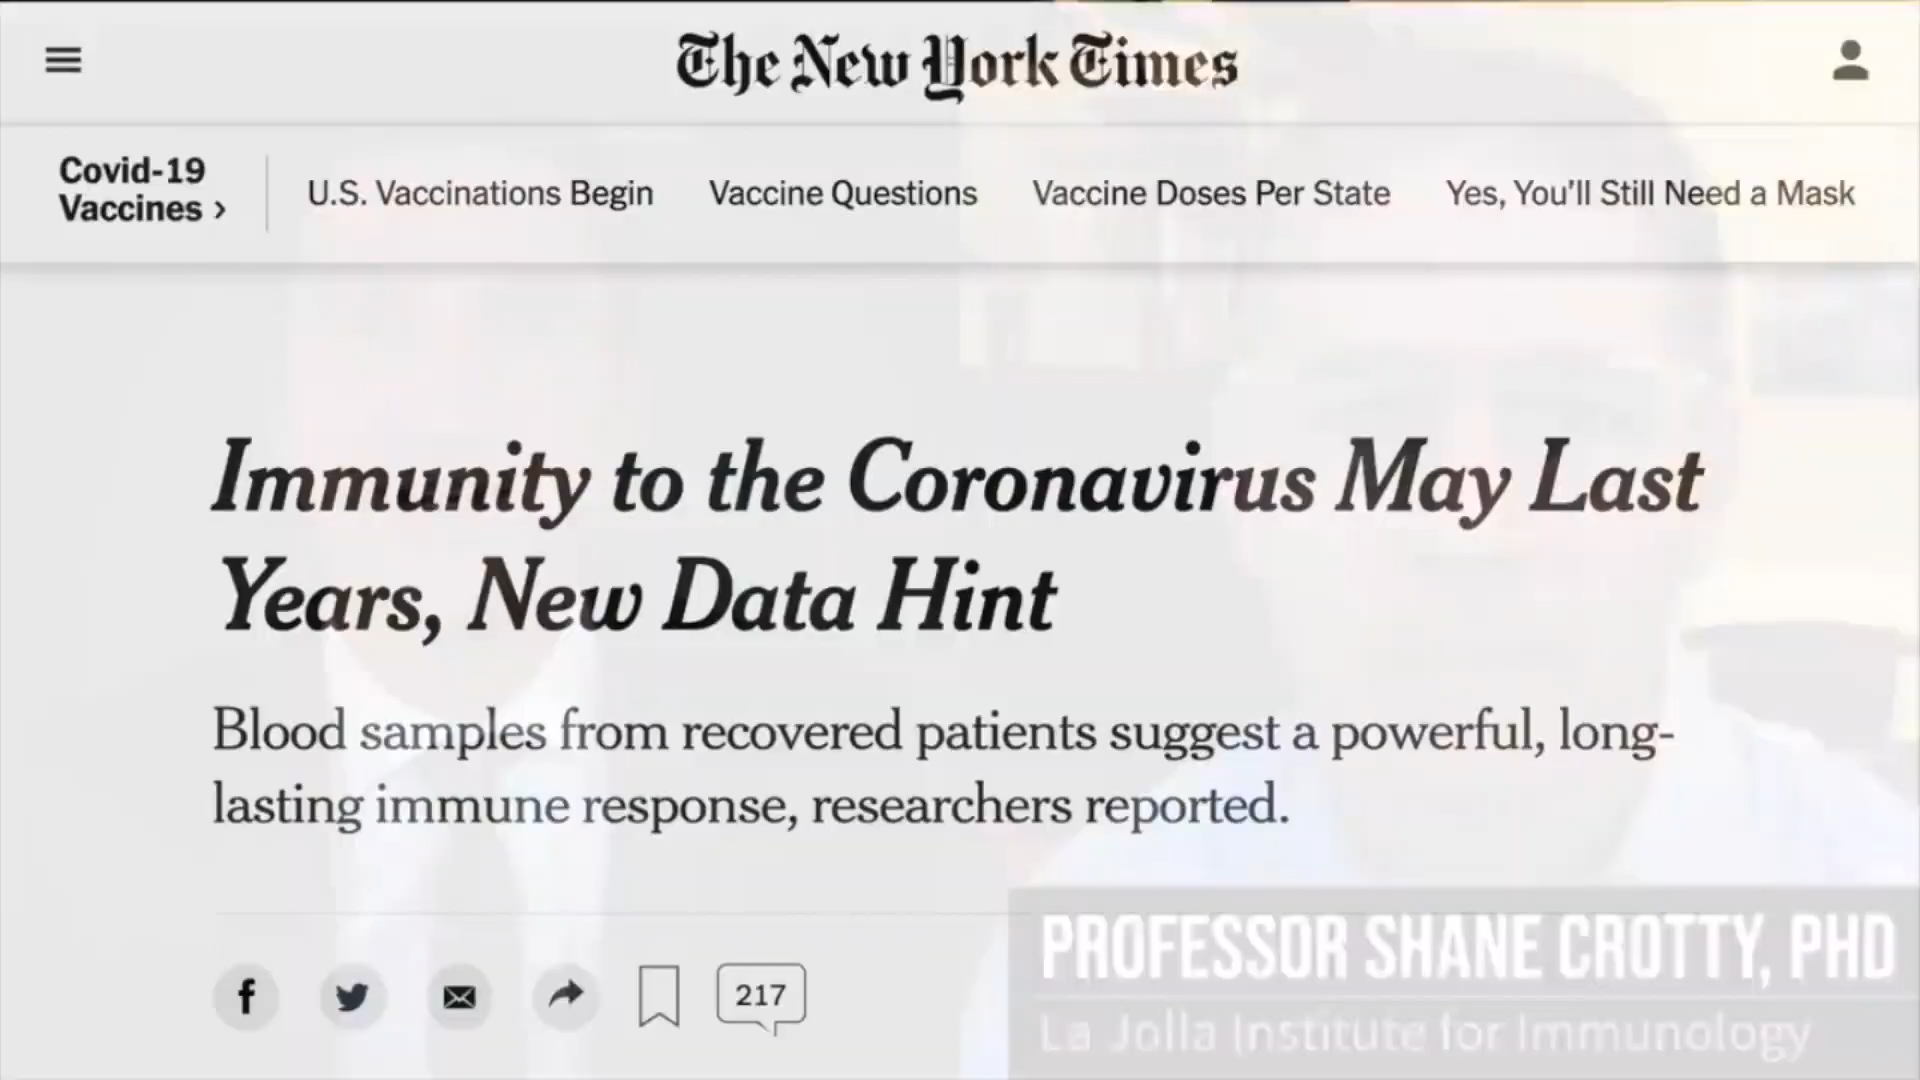 The New York Times
Covid-19
Vaccines ›
U.S. Vaccinations Begin
Vaccine Questions
Vaccine Doses Per State
Yes, You'll Still Need a Mask
Immunity to the Coronavirus May Last
Years, New Data Hint
Blood samples from recovered patients suggest a powerful, long-
lasting immune response, researchers reported.
217
PROFESSOR SHANE CROTTY, PHD
La Jolla Institute for Immunology